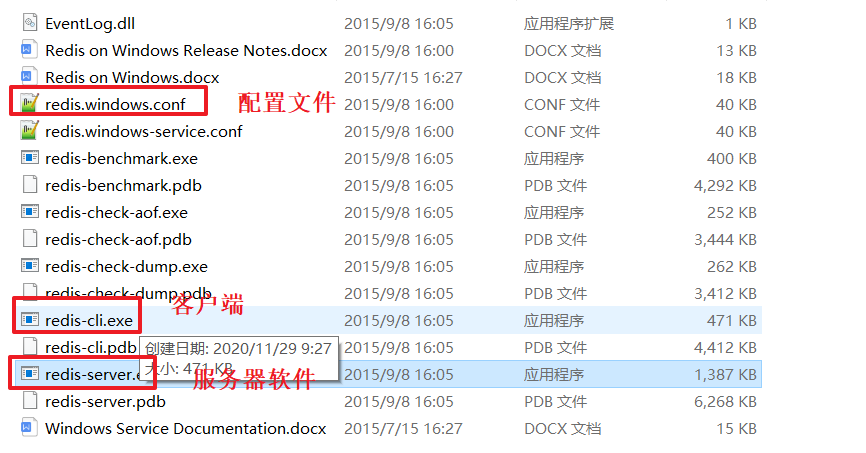 EventLog.dll 2015/9/8 16:05 应用程序扩展 1 KB
Redis on Windows Release Notes.docx 2015/9/8 16:00 DOCX 文档 13 KB
Redis on Windows.docx 2015/7/15 16:27 DOCX 文档 18 KB
redis.windows.conf 配置文件 2015/9/8 16:00 CONF 文件 40 KB
redis.windows-service.conf 2015/9/8 16:00 CONF 文件 40 KB
redis-benchmark.exe 2015/9/8 16:05 应用程序 400 KB
redis-benchmark.pdb 2015/9/8 16:05 PDB 文件 4,292 KB
redis-check-aof.exe 2015/9/8 16:05 应用程序 252 KB
redis-check-aof.pdb 2015/9/8 16:05 PDB 文件 3,444 KB
redis-check-dump.exe 2015/9/8 16:05 应用程序 262 KB
redis-check-dump.pdb 2015/9/8 16:05 PDB 文件 3,412 KB
客户端
redis-cli.exe 2015/9/8 16:05 应用程序 471 KB
redis-cli.pdb 2015/9/8 16:05 PDB 文件 4,412 KB
创建日期: 2020/11/29 9:27
大小: 471 KB
redis-server.e 服务器软件 2015/9/8 16:05 应用程序 1,387 KB
redis-server.pdb 2015/9/8 16:05 PDB 文件 6,268 KB
Windows Service Documentation.docx 2015/7/15 16:27 DOCX 文档 15 KB